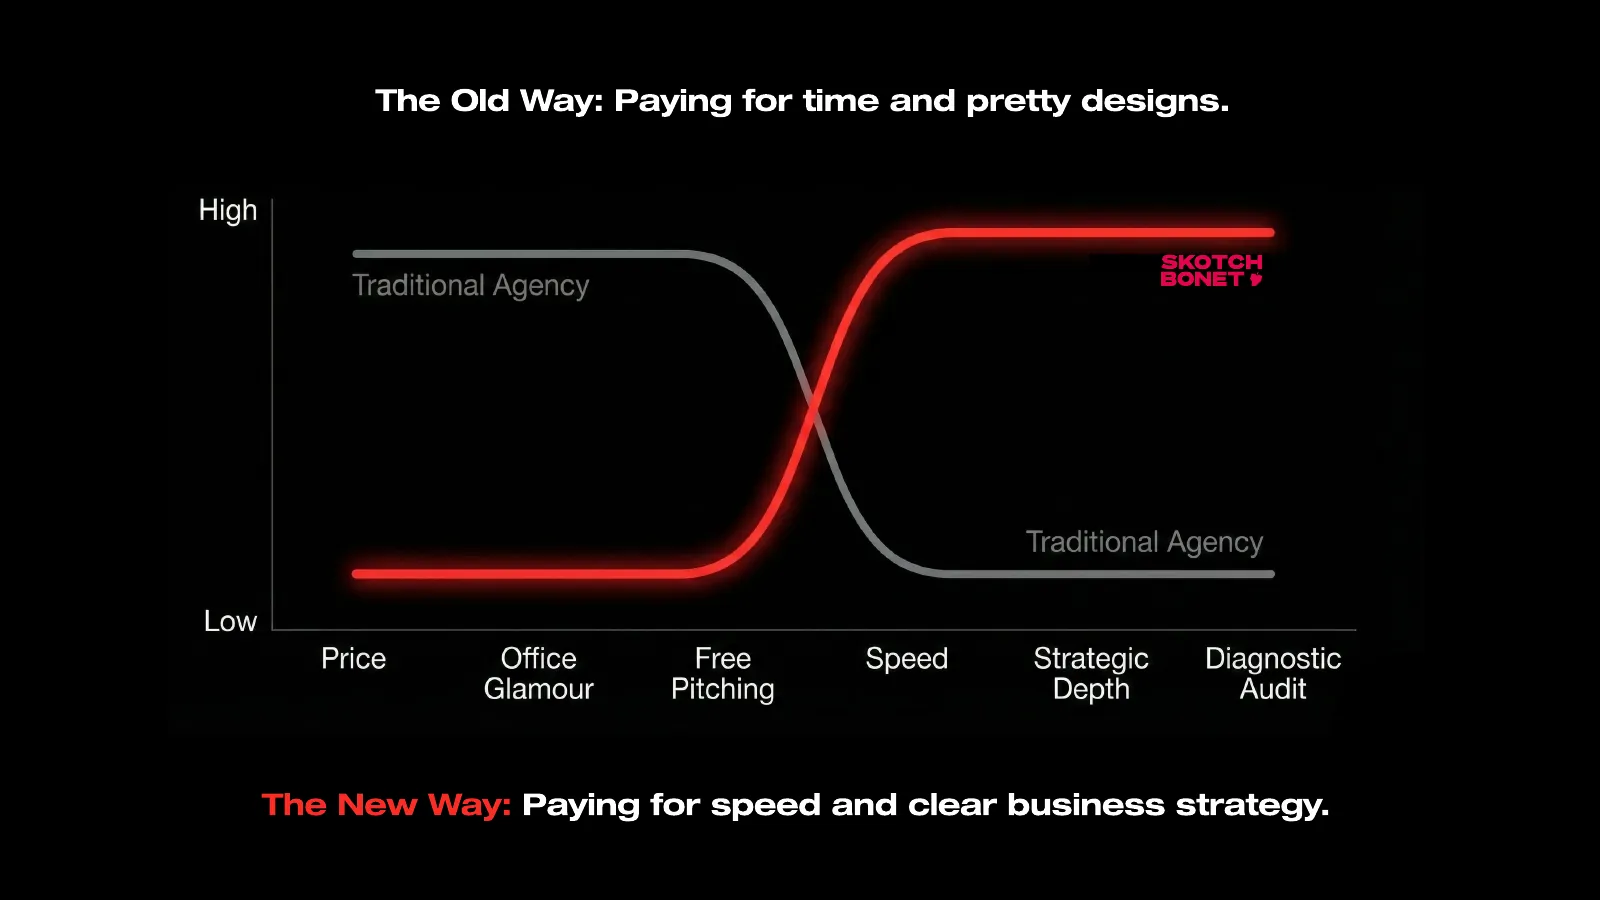 The Old Way: Paying for time and pretty designs.
High
Traditional Agency
SKOTCH
BONET
Traditional Agency
Low
Price
Office
Glamour
Free
Pitching
Speed
Strategic
Depth
Diagnostic
Audit
The New Way: Paying for speed and clear business strategy.